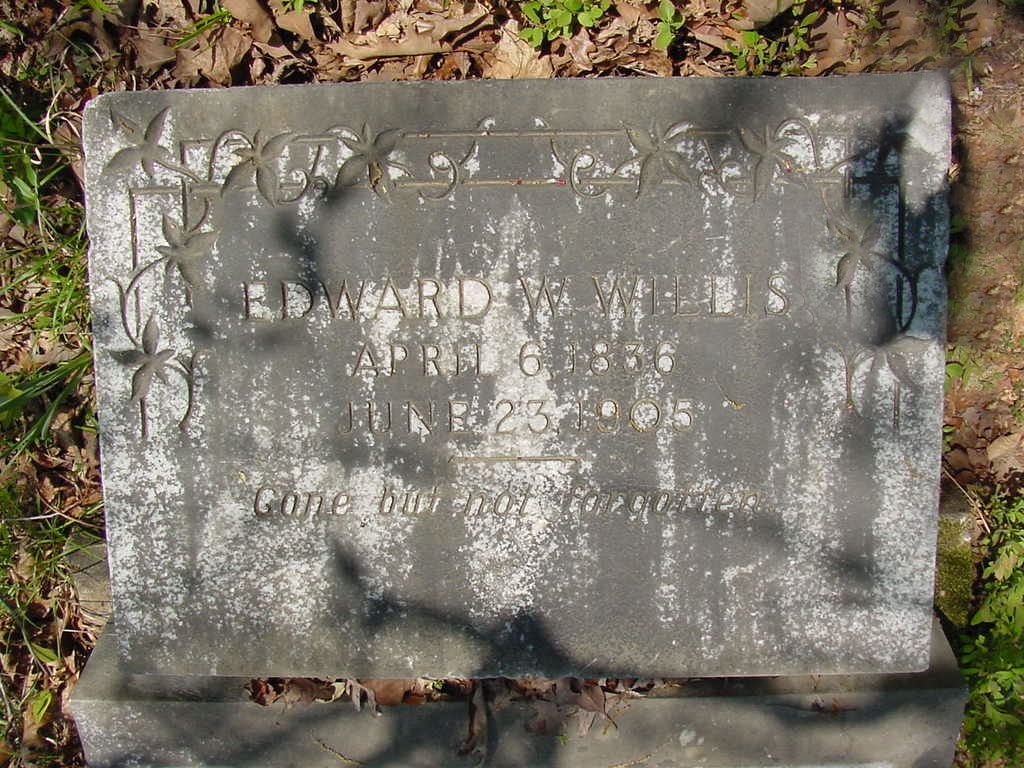 EDWARD W. WILLIS
APRIL 6, 1836
JUNE 23, 1905
Gone but not forgotten.